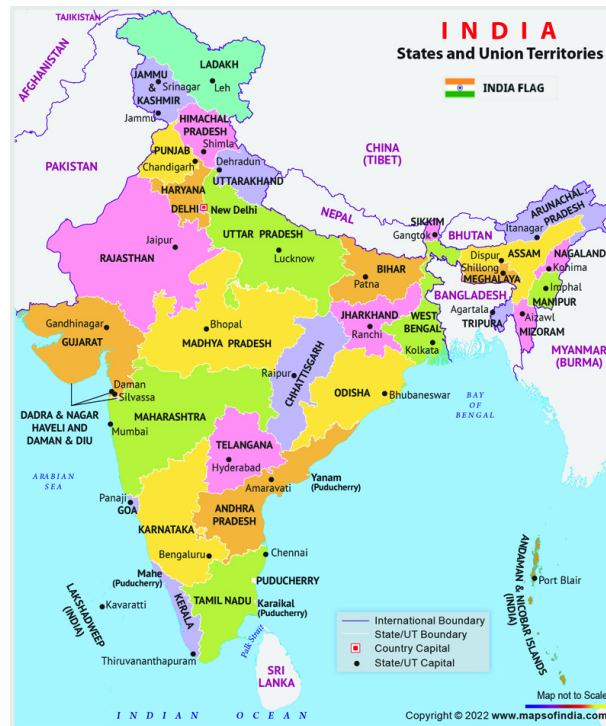 INDIA
States and Union Territories
INDIA FLAG
TAJIKISTAN
AFGHANISTAN
LADAKH
Leh
JAMMU
&
KASHMIR
Srinagar
Jammu
HIMACHAL
PRADESH
Shimla
PUNJAB
Chandigarh
Dehradun
UTTARAKHAND
HARYANA
DELHI
New Delhi
PAKISTAN
CHINA
(TIBET)
NEPAL
BHUTAN
SIKKIM
Gangtok
ARUNACHAL
PRADESH
Itanagar
RAJASTHAN
Jaipur
UTTAR PRADESH
Lucknow
BIHAR
Patna
Dispur
ASSAM
Shillong
MEGHALAYA
NAGALAND
Kohima
Imphal
MANIPUR
BANGLADESH
Agartala
TRIPURA
Aizawl
MIZORAM
MYANMAR
(BURMA)
Gandhinagar
GUJARAT
Bhopal
MADHYA PRADESH
JHARKHAND
Ranchi
WEST
BENGAL
Kolkata
Raipur
CHHATTISGARH
ODISHA
Bhubaneswar
BAY
OF
BENGAL
Daman
Silvassa
DADRA & NAGAR
HAVELI AND
DAMAN & DIU
MAHARASHTRA
Mumbai
ARABIAN
SEA
TELANGANA
Hyderabad
Amaravati
Yanam
(Puducherry)
Panaji
GOA
KARNATAKA
ANDHRA
PRADESH
Bengaluru
Chennai
Mahe
(Puducherry)
PUDUCHERRY
TAMIL NADU
Karaikal
(Puducherry)
KERALA
LAKSHADWEEP
(INDIA)
Kavaratti
Thiruvananthapuram
Palk Strait
SRI
LANKA
ANDAMAN & NICOBAR ISLANDS
(INDIA)
Port Blair
International Boundary
State/UT Boundary
Country Capital
State/UT Capital
Map not to Scale
INDIAN OCEAN
Copyright © 2022 www.mapsofindia.com